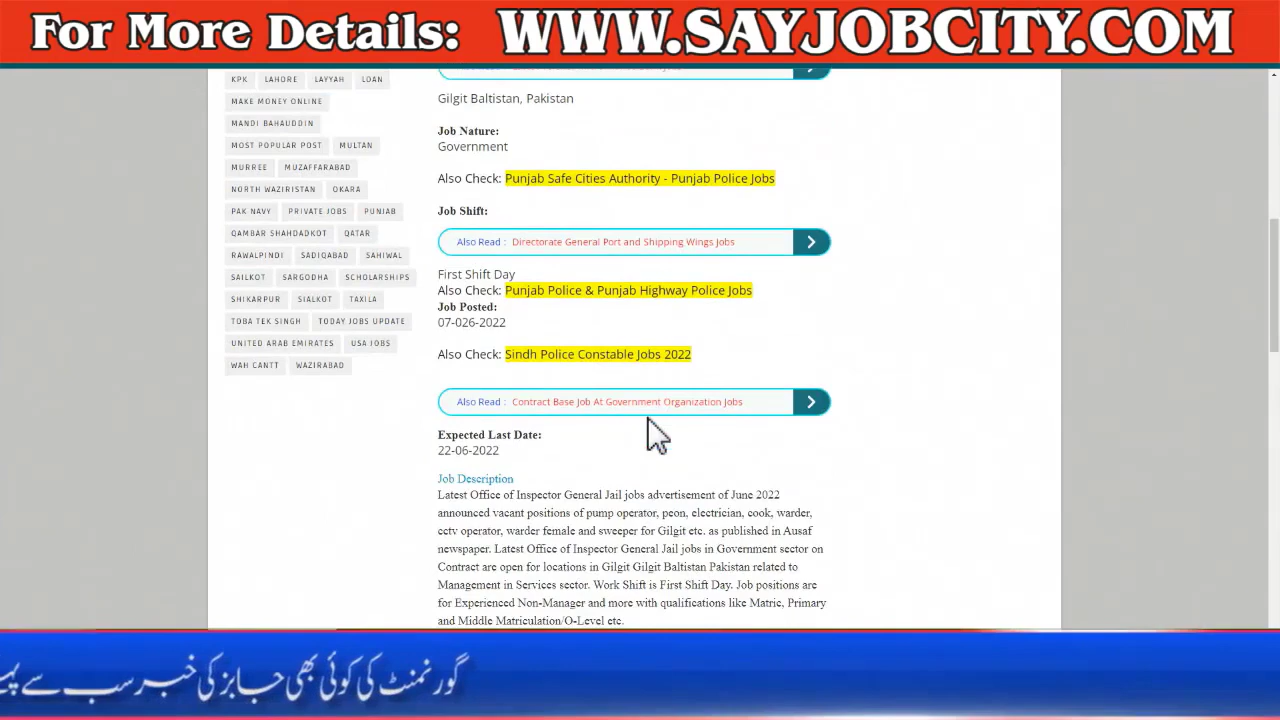 For More Details: WWW.SAYJOBCITY.COM
KPK LAHORE LAYYAH LOAN
MAKE MONEY ONLINE
MANDI BAHAUDDIN
MOST POPULAR POST MULTAN
MURREE MUZAFFARABAD
NORTH WAZIRISTAN OKARA
PAK NAVY PRIVATE JOBS PUNJAB
QAMBAR SHAHDADKOT QATAR
RAWALPINDI SADIQABAD SAHIWAL
SAILKOT SARGODHA SCHOLARSHIPS
SHIKARPUR SIALKOT TAXILA
TOBA TEK SINGH TODAY JOBS UPDATE
UNITED ARAB EMIRATES USA JOBS
WAH CANTT WAZIRABAD
Gilgit Baltistan, Pakistan
Job Nature:
Government
Also Check: Punjab Safe Cities Authority - Punjab Police Jobs
Job Shift:
Also Read : Directorate General Port and Shipping Wings Jobs
First Shift Day
Also Check: Punjab Police & Punjab Highway Police Jobs
Job Posted:
07-026-2022
Also Check: Sindh Police Constable Jobs 2022
Also Read : Contract Base Job At Government Organization Jobs
Expected Last Date:
22-06-2022
Job Description
Latest Office of Inspector General Jail jobs advertisement of June 2022
announced vacant positions of pump operator, peon, electrician, cook, warder,
cctv operator, warder female and sweeper for Gilgit etc. as published in Ausaf
newspaper. Latest Office of Inspector General Jail jobs in Government sector on
Contract are open for locations in Gilgit Gilgit Baltistan Pakistan related to
Management in Services sector. Work Shift is First Shift Day. Job positions are
for Experienced Non-Manager and more with qualifications like Matric, Primary
and Middle Matriculation/O-Level etc.
گورنمنٹ کی کوئی بھی جابز کی خبر سب سے